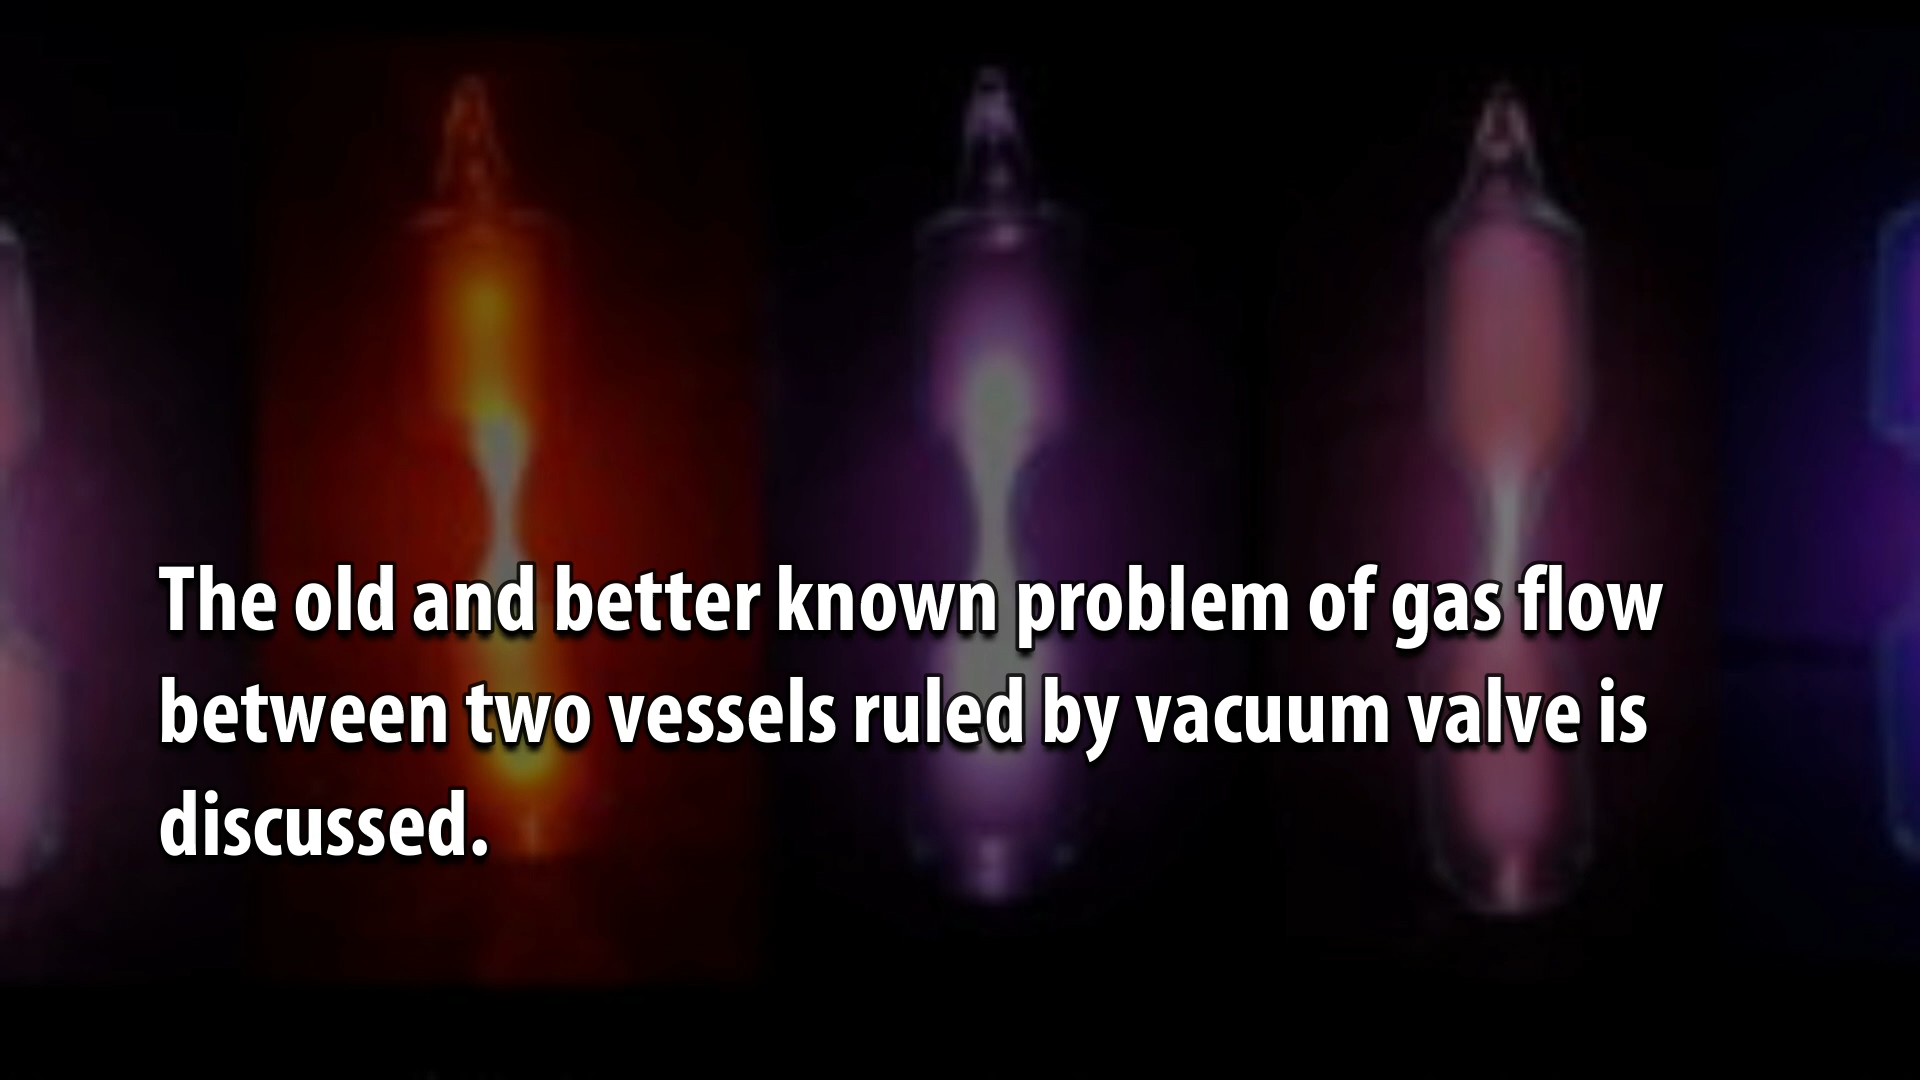 The old and better known problem of gas flow
between two vessels ruled by vacuum valve is
discussed.